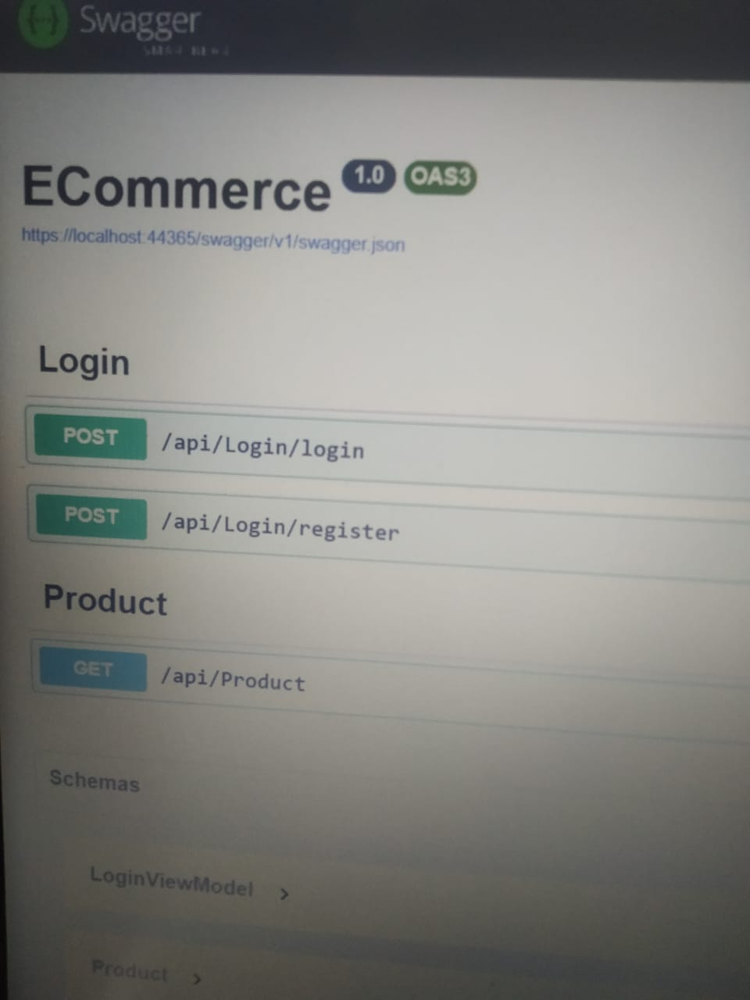 Swagger
ECommerce 1.0 OAS3
https://localhost:44365/swagger/v1/swagger.json
Login
POST /api/Login/login
POST /api/Login/register
Product
GET /api/Product
Schemas
LoginViewModel >
Product >